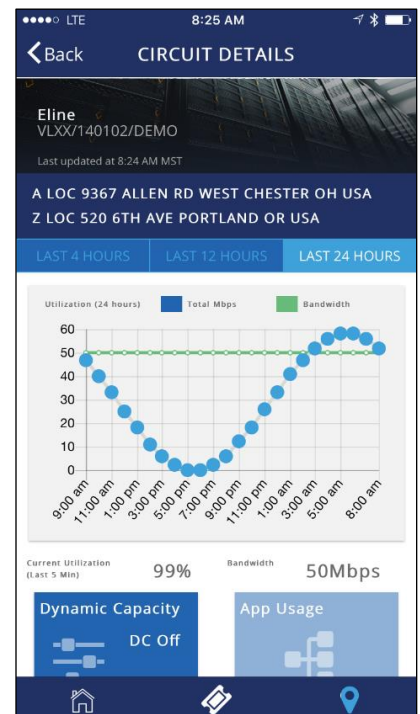 LTE 8:25 AM
Back CIRCUIT DETAILS
Eline
VLXX/140102/DEMO
Last updated at 8:24 AM MST
A LOC 9367 ALLEN RD WEST CHESTER OH USA
Z LOC 520 6TH AVE PORTLAND OR USA
LAST 4 HOURS LAST 12 HOURS LAST 24 HOURS
Utilization (24 hours) Total Mbps Bandwidth
60
50
40
30
20
10
0
9:00 am 11:00 am 1:00 pm 3:00 pm 5:00 pm 7:00 pm 9:00 pm 11:00 pm 1:00 am 3:00 am 5:00 am 8:00 am
Current Utilization Bandwidth
(Last 5 Min) 99% 50Mbps
Dynamic Capacity App Usage
DC Off